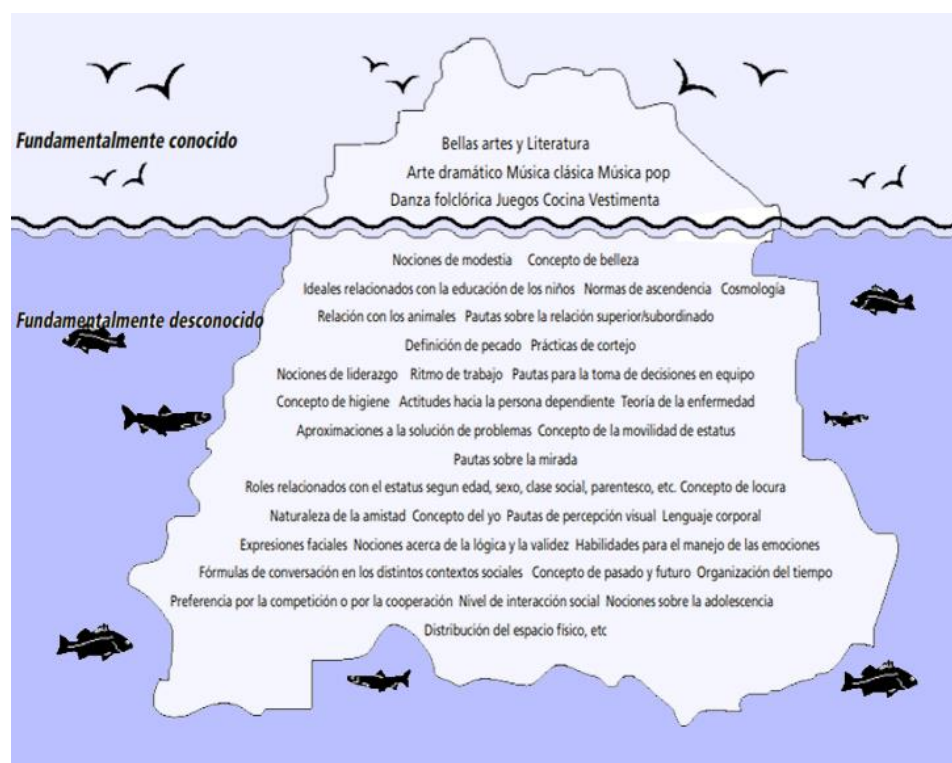 Fundamentalmente conocido
Bellas artes y Literatura
Arte dramático Música clásica Música pop
Danza folclórica Juegos Cocina Vestimenta
Nociones de modestia Concepto de belleza
Ideales relacionados con la educación de los niños Normas de ascendencia Cosmología
Fundamentalmente desconocido
Relación con los animales Pautas sobre la relación superior/subordinado
Definición de pecado Prácticas de cortejo
Nociones de liderazgo Ritmo de trabajo Pautas para la toma de decisiones en equipo
Concepto de higiene Actitudes hacia la persona dependiente Teoría de la enfermedad
Aproximaciones a la solución de problemas Concepto de la movilidad de estatus
Pautas sobre la mirada
Roles relacionados con el estatus segun edad, sexo, clase social, parentesco, etc. Concepto de locura
Naturaleza de la amistad Concepto del yo Pautas de percepción visual Lenguaje corporal
Expresiones faciales Nociones acerca de la lógica y la validez Habilidades para el manejo de las emociones
Fórmulas de conversación en los distintos contextos sociales Concepto de pasado y futuro Organización del tiempo
Preferencia por la competición o por la cooperación Nivel de interacción social Nociones sobre la adolescencia
Distribución del espacio físico, etc